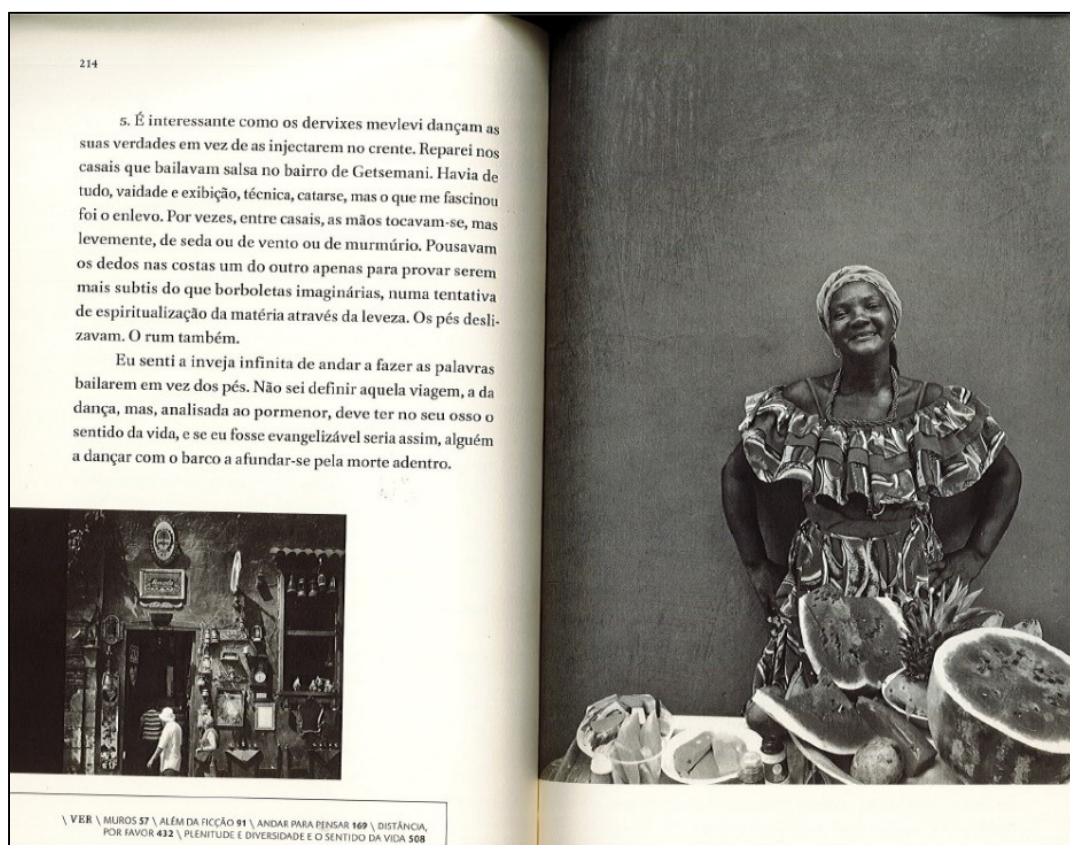 214
5. É interessante como os dervixes mevlevi dançam as
suas verdades em vez de as injectarem no crente. Reparei nos
casais que bailavam salsa no bairro de Getsemani. Havia de
tudo, vaidade e exibição, técnica, catarse, mas o que me fascinou
foi o enlevo. Por vezes, entre casais, as mãos tocavam-se, mas
levemente, de seda ou de vento ou de murmúrio. Pousavam
os dedos nas costas um do outro apenas para provar serem
mais subtis do que borboletas imaginárias, numa tentativa
de espiritualização da matéria através da leveza. Os pés desli-
zavam. O rum também.
Eu senti a inveja infinita de andar a fazer as palavras
bailarem em vez dos pés. Não sei definir aquela viagem, a da
dança, mas, analisada ao pormenor, deve ter no seu osso o
sentido da vida, e se eu fosse evangelizável seria assim, alguém
a dançar com o barco a afundar-se pela morte adentro.
\ VER \ MUROS 57 \ ALÉM DA FICÇÃO 91 \ ANDAR PARA PENSAR 169 \ DISTÂNCIA,
POR FAVOR 432 \ PLENITUDE E DIVERSIDADE E O SENTIDO DA VIDA 508